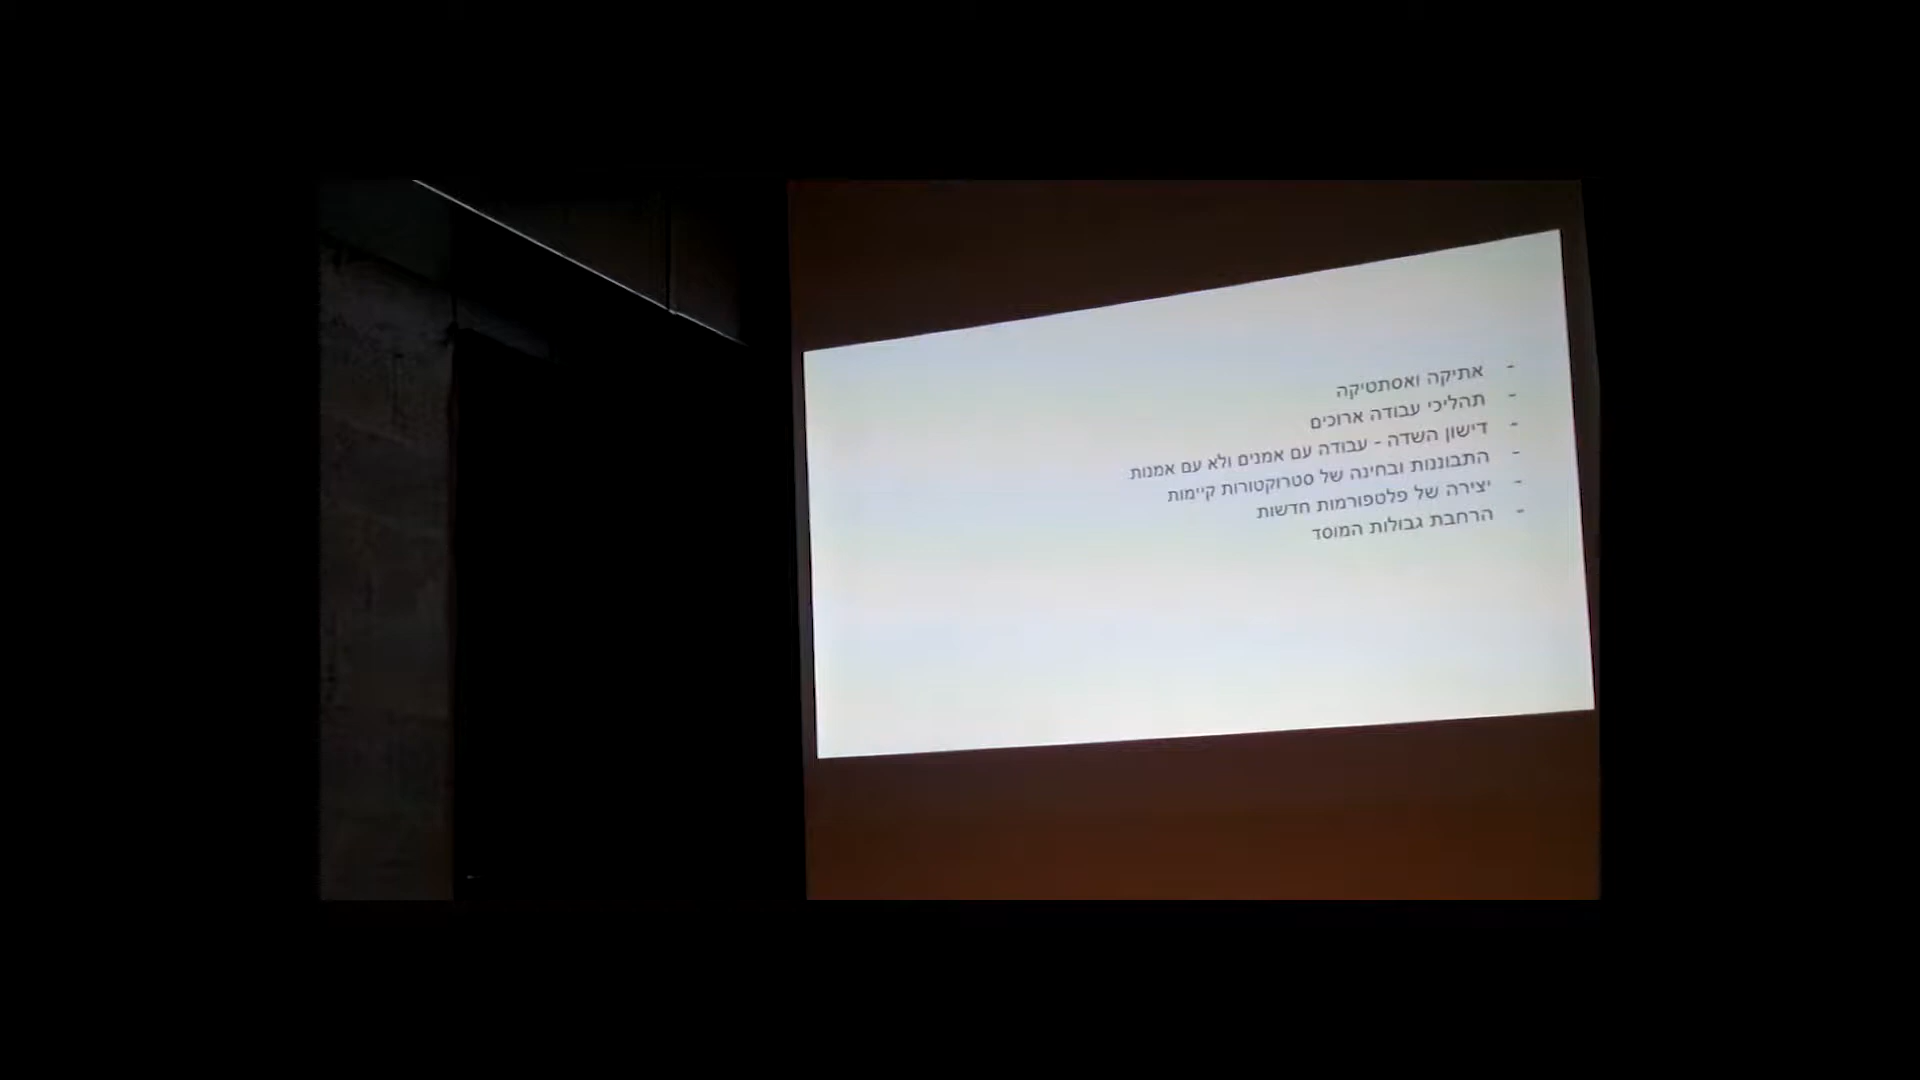 - אתיקה ואסתטיקה
- תהליכי עבודה ארוכים
- דישון השדה - עבודה עם אמנים ולא עם אמנות
- התבוננות ובחינה של סטרוקטורות קיימות
- יצירה של פלטפורמות חדשות
- הרחבת גבולות המוסד